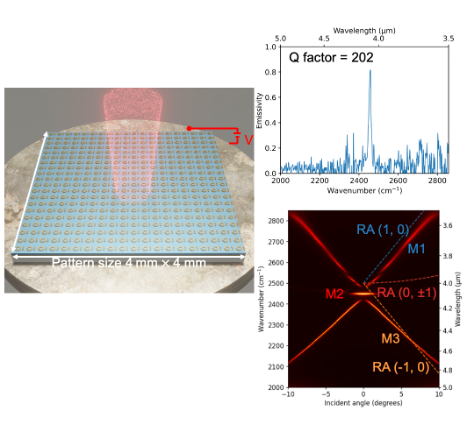 V
Pattern size 4 mm × 4 mm
Wavelength (μm)
5.0 4.5 4.0 3.5
Q factor = 202
Emissivity
1.0
0.8
0.6
0.4
0.2
0.0
2000 2200 2400 2600 2800
Wavenumber (cm⁻¹)
Wavenumber (cm⁻¹)
2800
2700
2600
2500
2400
2300
2200
2100
2000
RA (1, 0)
M1
M2
RA (0, ±1)
M3
RA (-1, 0)
3.6
3.8
4.0
4.2
4.4
4.6
4.8
5.0
Wavelength (μm)
−10 −5 0 5 10
Incident angle (degrees)